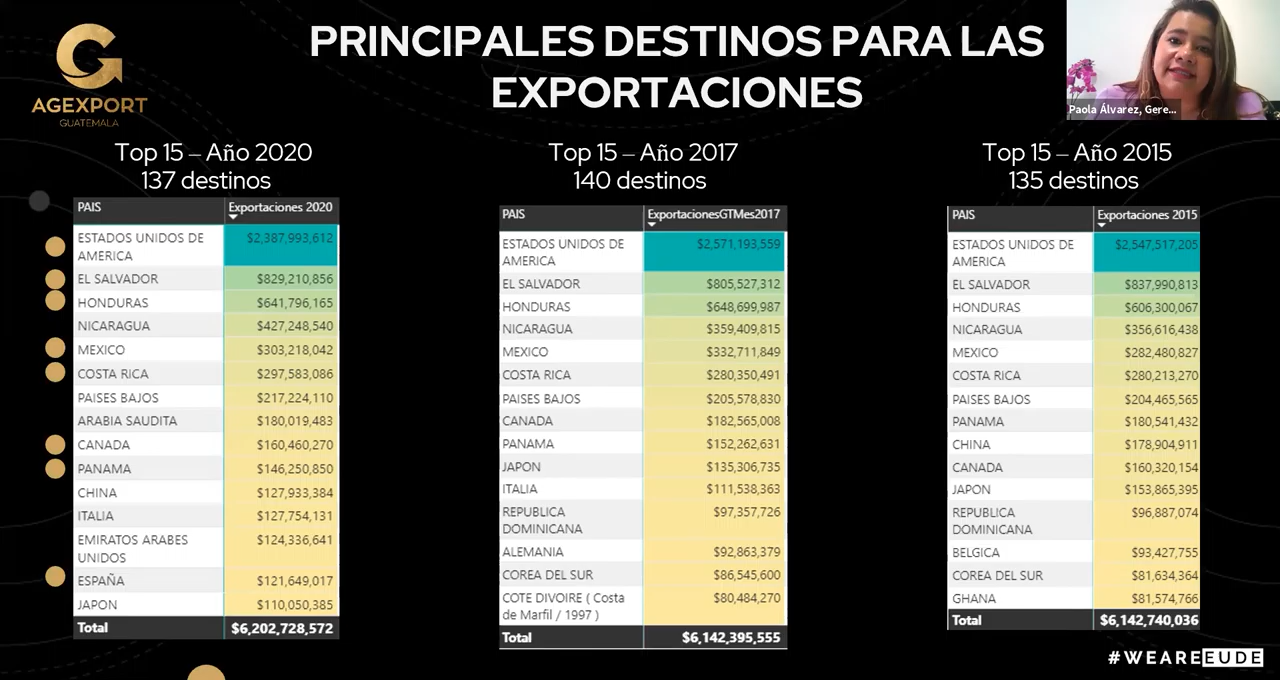 AGEXPORT
GUATEMALA
PRINCIPALES DESTINOS PARA LAS
EXPORTACIONES
Paola Álvarez, Gere...
Top 15 – Año 2020
137 destinos
PAIS Exportaciones 2020
ESTADOS UNIDOS DE $2,387,993,612
AMERICA
EL SALVADOR $829,210,856
HONDURAS $641,796,165
NICARAGUA $427,248,540
MEXICO $303,218,042
COSTA RICA $297,583,086
PAISES BAJOS $217,224,110
ARABIA SAUDITA $180,019,483
CANADA $160,460,270
PANAMA $146,250,850
CHINA $127,933,384
ITALIA $127,754,131
EMIRATOS ARABES $124,336,641
UNIDOS
ESPAÑA $121,649,017
JAPON $110,050,385
Total $6,202,728,572
Top 15 – Año 2017
140 destinos
PAIS ExportacionesGTMes2017
ESTADOS UNIDOS DE $2,571,193,559
AMERICA
EL SALVADOR $805,527,312
HONDURAS $648,699,987
NICARAGUA $359,409,815
MEXICO $332,711,849
COSTA RICA $280,350,491
PAISES BAJOS $205,578,830
CANADA $182,565,008
PANAMA $152,262,631
JAPON $135,306,735
ITALIA $111,538,363
REPUBLICA $97,357,726
DOMINICANA
ALEMANIA $92,863,379
COREA DEL SUR $86,545,600
COTE DIVOIRE ( Costa $80,484,270
de Marfil / 1997 )
Total $6,142,395,555
Top 15 – Año 2015
135 destinos
PAIS Exportaciones 2015
ESTADOS UNIDOS DE $2,547,517,205
AMERICA
EL SALVADOR $837,990,813
HONDURAS $606,300,067
NICARAGUA $356,616,438
MEXICO $282,480,827
COSTA RICA $280,213,270
PAISES BAJOS $204,465,565
PANAMA $180,541,432
CHINA $178,904,911
CANADA $160,320,154
JAPON $153,865,395
REPUBLICA $96,887,074
DOMINICANA
BELGICA $93,427,755
COREA DEL SUR $81,634,364
GHANA $81,574,766
Total $6,142,740,036
#WEAREEUDE